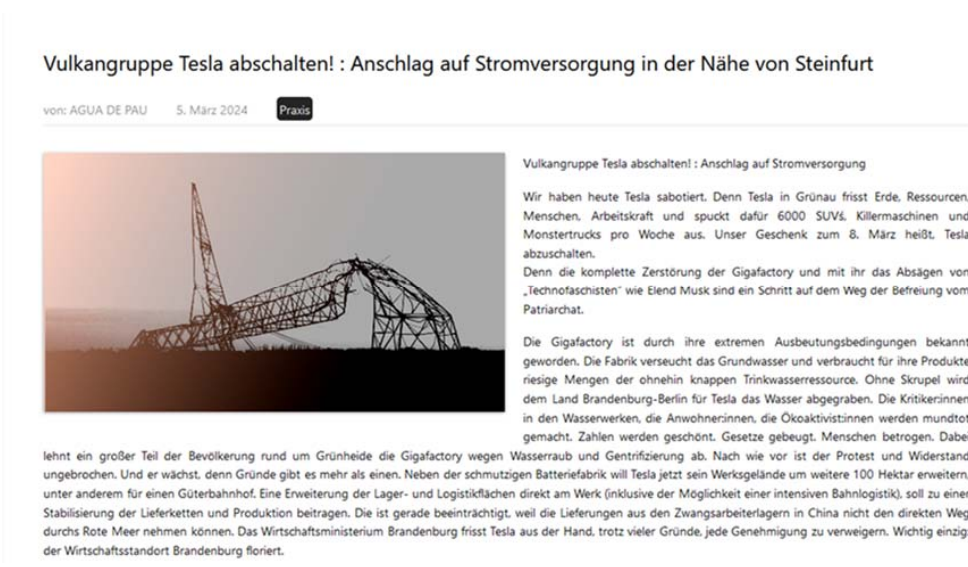 Vulkangruppe Tesla abschalten! : Anschlag auf Stromversorgung in der Nähe von Steinfurt
von: AGUA DE PAU 5. März 2024 Praxis
Vulkangruppe Tesla abschalten! : Anschlag auf Stromversorgung
Wir haben heute Tesla sabotiert. Denn Tesla in Grünau frisst Erde, Ressourcen,
Menschen, Arbeitskraft und spuckt dafür 6000 SUVś, Killermaschinen und
Monstertrucks pro Woche aus. Unser Geschenk zum 8. März heißt, Tesla
abzuschalten.
Denn die komplette Zerstörung der Gigafactory und mit ihr das Absägen von
„Technofaschisten" wie Elend Musk sind ein Schritt auf dem Weg der Befreiung vom
Patriarchat.
Die Gigafactory ist durch ihre extremen Ausbeutungsbedingungen bekannt
geworden. Die Fabrik verseucht das Grundwasser und verbraucht für ihre Produkte
riesige Mengen der ohnehin knappen Trinkwasserressource. Ohne Skrupel wird
dem Land Brandenburg-Berlin für Tesla das Wasser abgegraben. Die Kritiker:innen
in den Wasserwerken, die Anwohner:innen, die Ökoaktivist:innen werden mundtot
gemacht. Zahlen werden geschönt. Gesetze gebeugt. Menschen betrogen. Dabei
lehnt ein großer Teil der Bevölkerung rund um Grünheide die Gigafactory wegen Wasserraub und Gentrifizierung ab. Nach wie vor ist der Protest und Widerstand
ungebrochen. Und er wächst, denn Gründe gibt es mehr als einen. Neben der schmutzigen Batteriefabrik will Tesla jetzt sein Werksgelände um weitere 100 Hektar erweitern,
unter anderem für einen Güterbahnhof. Eine Erweiterung der Lager- und Logistikflächen direkt am Werk (inklusive der Möglichkeit einer intensiven Bahnlogistik), soll zu einer
Stabilisierung der Lieferketten und Produktion beitragen. Die ist gerade beeinträchtigt, weil die Lieferungen aus den Zwangsarbeiterlagern in China nicht den direkten Weg
durchs Rote Meer nehmen können. Das Wirtschaftsministerium Brandenburg frisst Tesla aus der Hand, trotz vieler Gründe, jede Genehmigung zu verweigern. Wichtig einzig,
der Wirtschaftsstandort Brandenburg floriert.